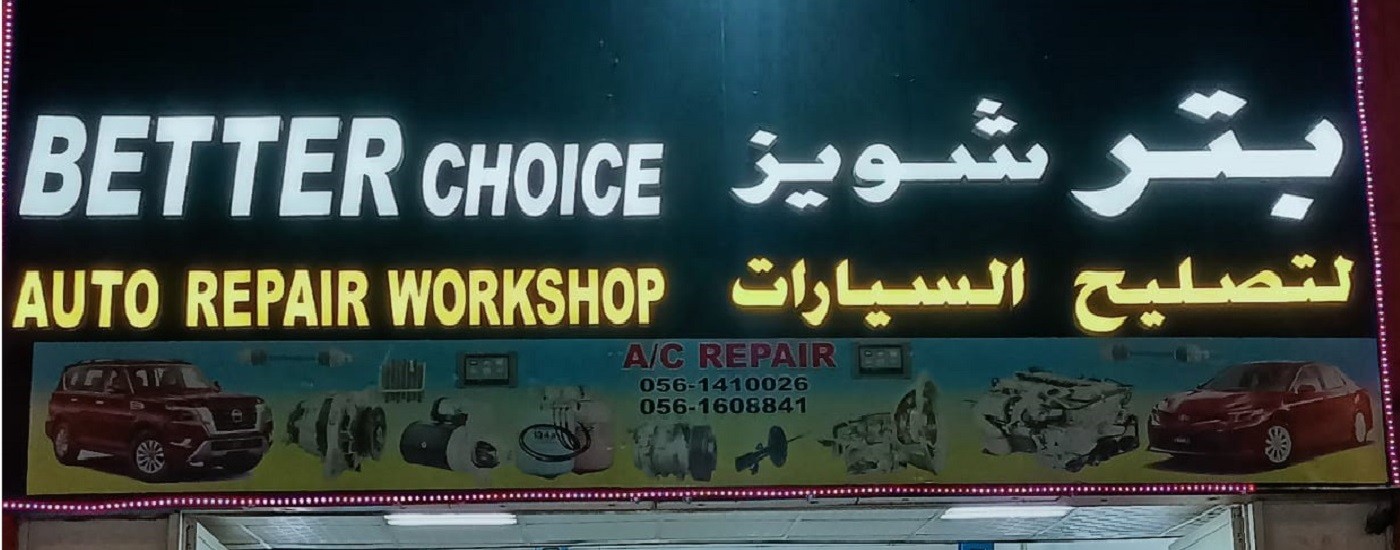 BETTER CHOICE
بتر شويز
AUTO REPAIR WORKSHOP
لتصليح السيارات
A/C REPAIR
056-1410026
056-1608841